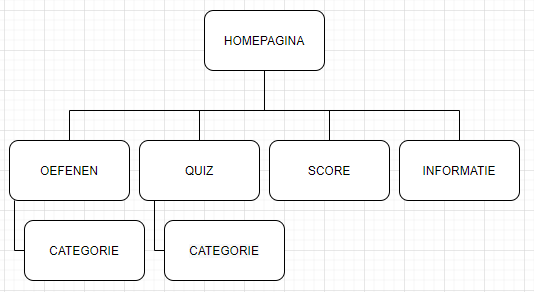 HOMEPAGINA
OEFENEN
QUIZ
SCORE
INFORMATIE
CATEGORIE
CATEGORIE